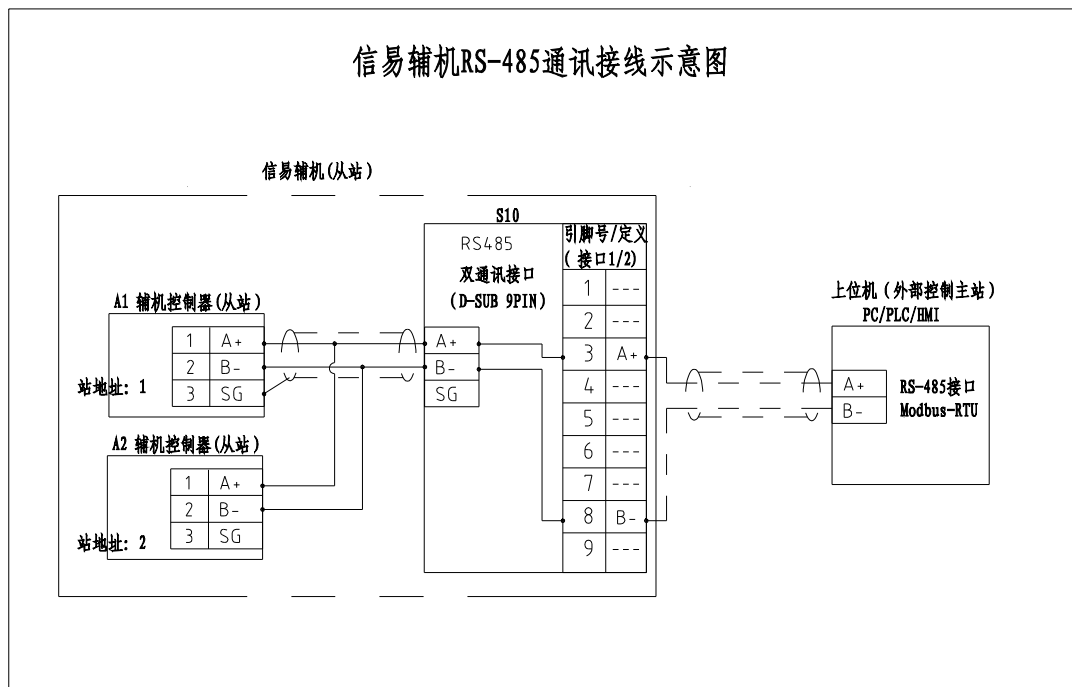 信易辅机RS-485通讯接线示意图
信易辅机(从站)
S10
RS485
双通讯接口
(D-SUB 9PIN)
引脚号/定义
(接口1/2)
A1 辅机控制器(从站)
1 A+
2 B-
3 SG
站地址: 1
A2 辅机控制器(从站)
1 A+
2 B-
3 SG
站地址: 2
A+
B-
SG
1 ---
2 ---
3 A+
4 ---
5 ---
6 ---
7 ---
8 B-
9 ---
上位机(外部控制主站)
PC/PLC/HMI
A+
B-
RS-485接口
Modbus-RTU